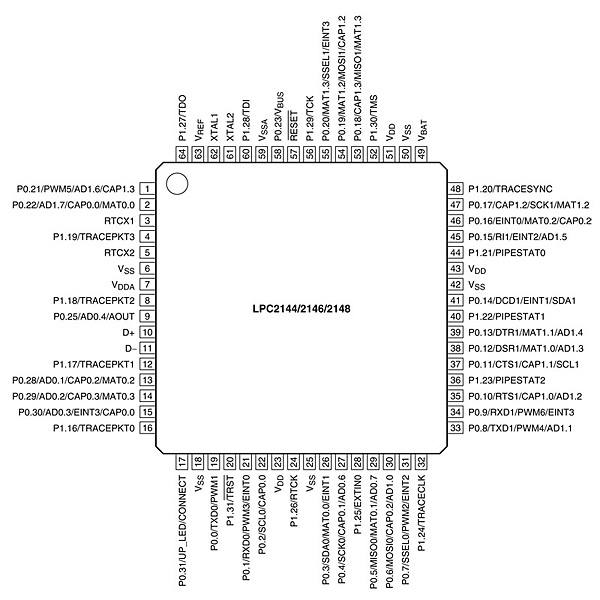 64 P1.27/TDO
63 VREF
62 XTAL1
61 XTAL2
60 P1.28/TDI
59 VSSA
58 P0.23/VBUS
57 RESET
56 P1.29/TCK
55 P0.20/MAT1.3/SSEL1/EINT3
54 P0.19/MAT1.2/MOSI1/CAP1.2
53 P0.18/CAP1.3/MISO1/MAT1.3
52 P1.30/TMS
51 VDD
50 VSS
49 VBAT
P0.21/PWM5/AD1.6/CAP1.3 1
P0.22/AD1.7/CAP0.0/MAT0.0 2
RTCX1 3
P1.19/TRACEPKT3 4
RTCX2 5
VSS 6
VDDA 7
P1.18/TRACEPKT2 8
P0.25/AD0.4/AOUT 9
D+ 10
D− 11
P1.17/TRACEPKT1 12
P0.28/AD0.1/CAP0.2/MAT0.2 13
P0.29/AD0.2/CAP0.3/MAT0.3 14
P0.30/AD0.3/EINT3/CAP0.0 15
P1.16/TRACEPKT0 16
LPC2144/2146/2148
48 P1.20/TRACESYNC
47 P0.17/CAP1.2/SCK1/MAT1.2
46 P0.16/EINT0/MAT0.2/CAP0.2
45 P0.15/RI1/EINT2/AD1.5
44 P1.21/PIPESTAT0
43 VDD
42 VSS
41 P0.14/DCD1/EINT1/SDA1
40 P1.22/PIPESTAT1
39 P0.13/DTR1/MAT1.1/AD1.4
38 P0.12/DSR1/MAT1.0/AD1.3
37 P0.11/CTS1/CAP1.1/SCL1
36 P1.23/PIPESTAT2
35 P0.10/RTS1/CAP1.0/AD1.2
34 P0.9/RXD1/PWM6/EINT3
33 P0.8/TXD1/PWM4/AD1.1
P0.31/UP_LED/CONNECT 17
VSS 18
P0.0/TXD0/PWM1 19
P1.31/TRST 20
P0.1/RXD0/PWM3/EINT0 21
P0.2/SCL0/CAP0.0 22
VDD 23
P1.26/RTCK 24
VSS 25
P0.3/SDA0/MAT0.0/EINT1 26
P0.4/SCK0/CAP0.1/AD0.6 27
P1.25/EXTIN0 28
P0.5/MISO0/MAT0.1/AD0.7 29
P0.6/MOSI0/CAP0.2/AD1.0 30
P0.7/SSEL0/PWM2/EINT2 31
P1.24/TRACECLK 32